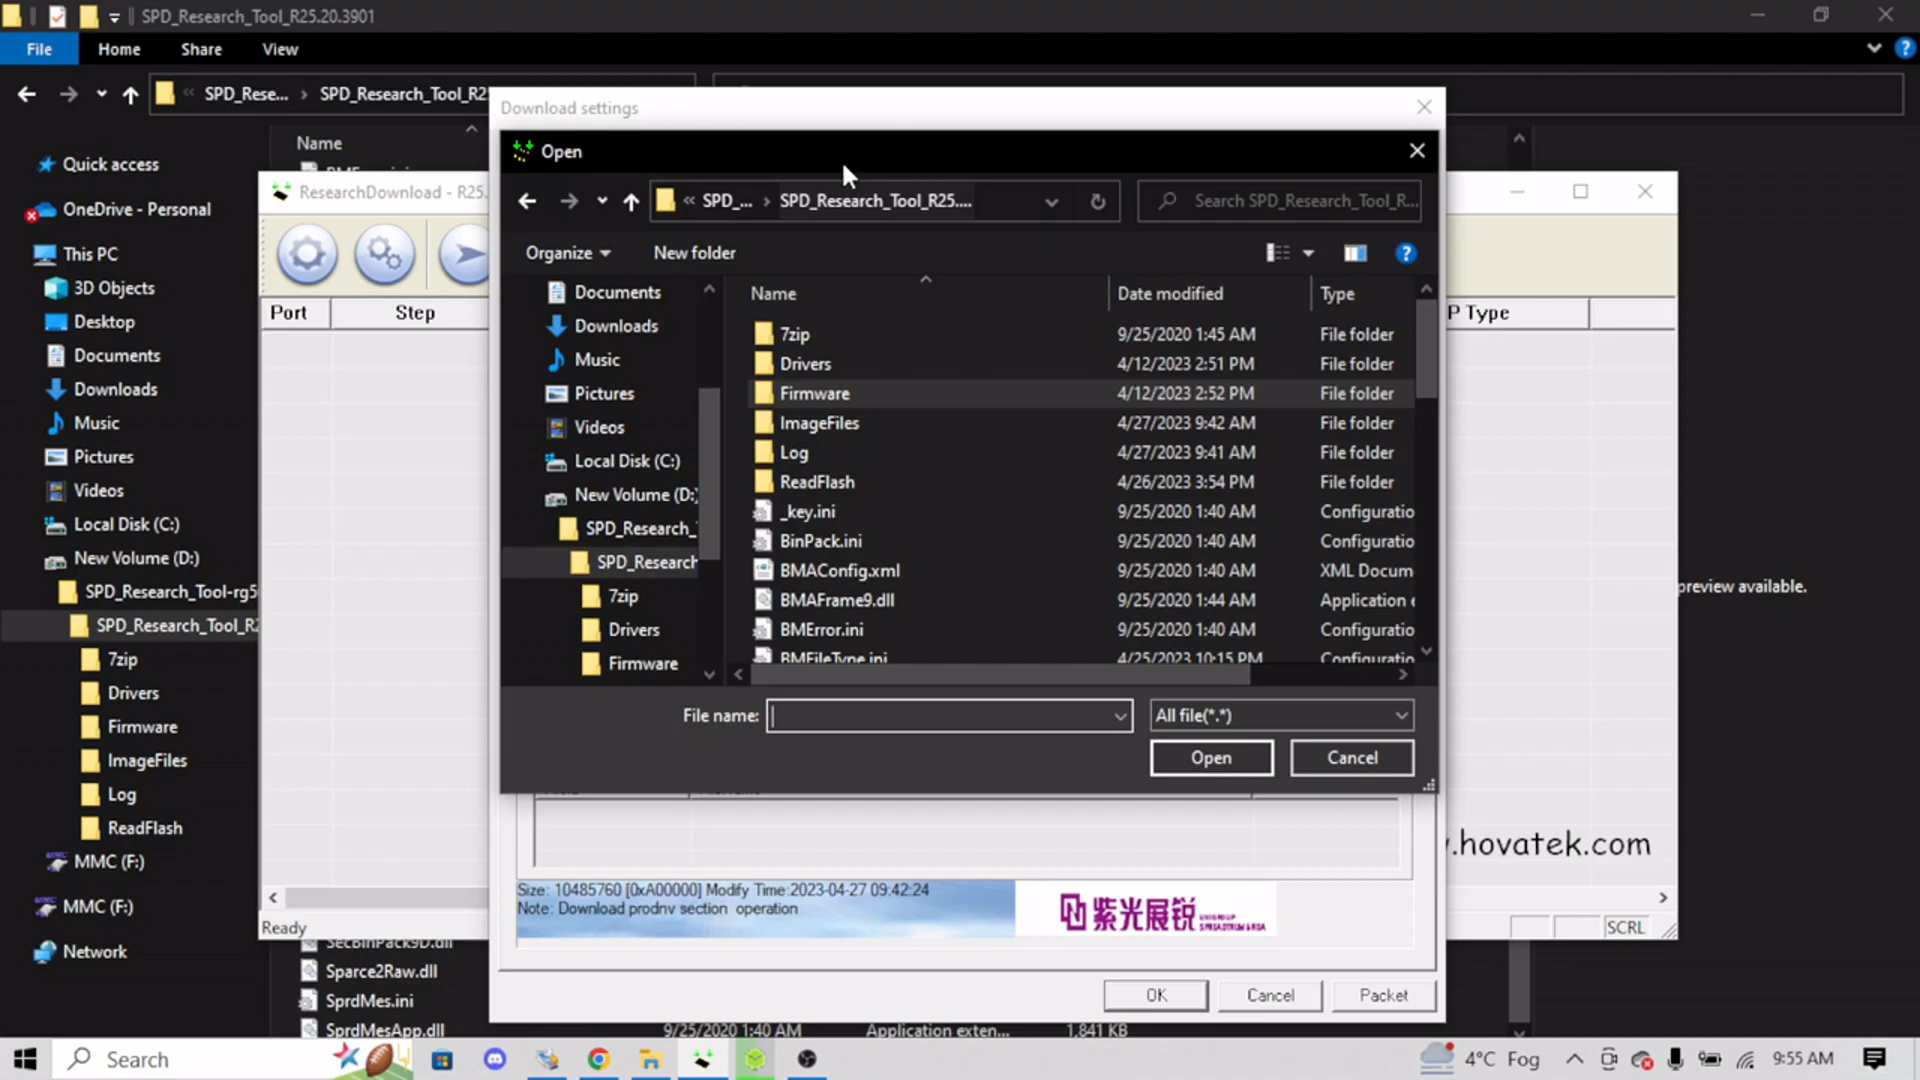 SPD_Research_Tool_R25.20.3901
File Home Share View
SPD_Rese... SPD_Research_Tool_R25
Name
Quick access
OneDrive - Personal
This PC
3D Objects
Desktop
Documents
Downloads
Music
Pictures
Videos
Local Disk (C:)
New Volume (D:)
SPD_Research_Tool-rg5
SPD_Research_Tool_R2
7zip
Drivers
Firmware
ImageFiles
Log
ReadFlash
MMC (F:)
MMC (F:)
Network
ResearchDownload - R25.
Port Step
P Type
Ready
SCRL
SecBinPack9D.dll
Sparce2Raw.dll
SprdMes.ini
SprdMesApp.dll 9/25/2020 1:40 AM Application exten... 1,841 KB
Download settings
Open
SPD_... SPD_Research_Tool_R25....
Search SPD_Research_Tool_R...
Organize New folder
Documents
Downloads
Music
Pictures
Videos
Local Disk (C:)
New Volume (D:)
SPD_Research_
SPD_Research
7zip
Drivers
Firmware
Name Date modified Type
7zip 9/25/2020 1:45 AM File folder
Drivers 4/12/2023 2:51 PM File folder
Firmware 4/12/2023 2:52 PM File folder
ImageFiles 4/27/2023 9:42 AM File folder
Log 4/27/2023 9:41 AM File folder
ReadFlash 4/26/2023 3:54 PM File folder
_key.ini 9/25/2020 1:40 AM Configuratio
BinPack.ini 9/25/2020 1:40 AM Configuratio
BMAConfig.xml 9/25/2020 1:40 AM XML Docum
BMAFrame9.dll 9/25/2020 1:44 AM Application e
BMError.ini 9/25/2020 1:40 AM Configuratio
BMFileType.ini 4/25/2023 10:15 PM Configuratio
File name:
All file(*.*)
Open Cancel
preview available.
.hovatek.com
Size: 10485760 [0xA00000] Modify Time:2023-04-27 09:42:24
Note: Download prodnv section operation
紫光展锐
OK Cancel Packet
Search
4°C Fog
9:55 AM